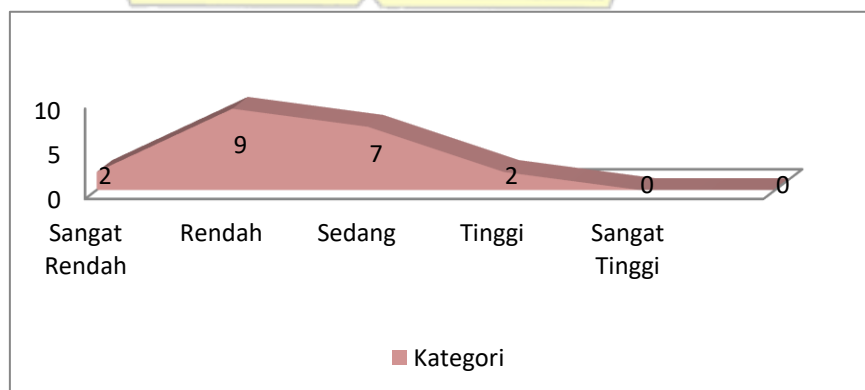 10
5
0
2
9
7
2
0
0
Sangat Rendah
Rendah
Sedang
Tinggi
Sangat Tinggi
Kategori